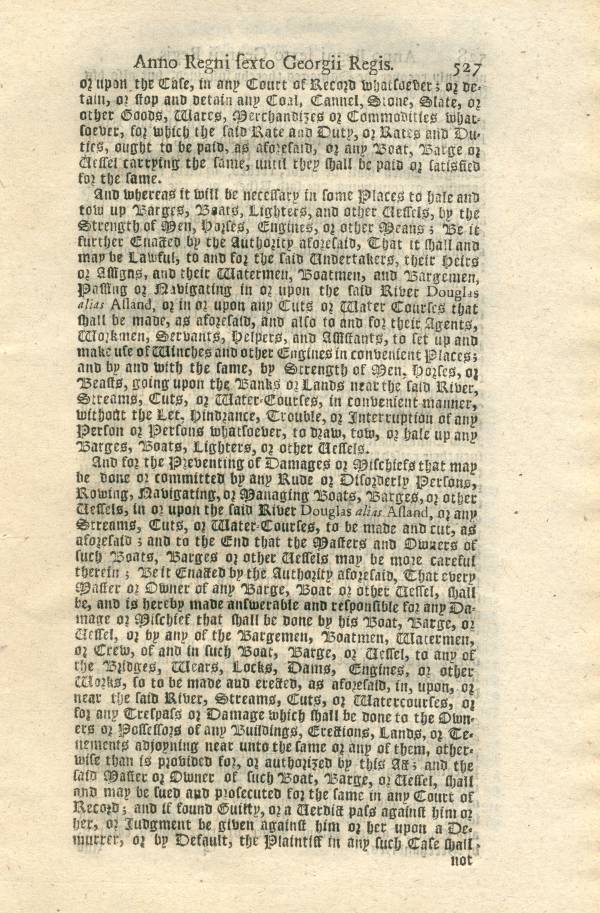 Anno Regni sexto Georgii Regis. 527
or upon the Case, in any Court of Record whatsoever; or de-
tain, or stop and detain any Coal, Cannel, Stone, Slate, or
other Goods, Wares, Merchandizes or Commodities what-
soever, for which the said Rate and Duty, or Rates and Du-
ties, ought to be paid, as aforesaid, or any Boat, Barge or
Vessel carrying the same, until they shall be paid or satisfied
for the same.
And whereas it will be necessary in some Places to hale and
tow up Barges, Boats, Lighters, and other Vessels, by the
Strength of Men, Horses, Engines, or other Means; Be it
further Enacted by the Authority aforesaid, That it shall and
may be Lawful, to and for the said Undertakers, their Heirs
or Assigns, and their Watermen, Boatmen, and Bargemen,
Passing or Navigating in or upon the said River Douglas
alias Asland, or in or upon any Cuts or Water Courses that
shall be made, as aforesaid, and also to and for their Agents,
Workmen, Servants, Helpers, and Assistants, to set up and
make use of Winches and other Engines in convenient Places;
and by and with the same, by Strength of Men, Horses, or
Beasts, going upon the Banks or Lands near the said River,
Streams, Cuts, or Water-Courses, in convenient manner,
without the Let, Hindrance, Trouble, or Interruption of any
Person or Persons whatsoever, to draw, tow, or hale up any
Barges, Boats, Lighters, or other Vessels.
And for the Preventing of Damages or Mischiefs that may
be done or committed by any Rude or Disorderly Persons,
Rowing, Navigating, or Managing Boats, Barges, or other
Vessels, in or upon the said River Douglas alias Asland, or any
Streams, Cuts, or Water-Courses, to be made and cut, as
aforesaid; and to the End that the Masters and Owners of
such Boats, Barges or other Vessels may be more careful
therein; Be it Enacted by the Authority aforesaid, That every
Master or Owner of any Barge, Boat or other Vessel, shall
be, and is hereby made answerable and responsible for any Da-
mage or Mischief that shall be done by his Boat, Barge, or
Vessel, or by any of the Bargemen, Boatmen, Watermen,
or Crew, of and in such Boat, Barge, or Vessel, to any of
the Bridges, Wears, Locks, Dams, Engines, or other
Works, so to be made and erected, as aforesaid, in, upon, or
near the said River, Streams, Cuts, or Watercourses, or
for any Trespass or Damage which shall be done to the Own-
ers or Possessors of any Buildings, Erections, Lands, or Te-
nements adjoyning near unto the same or any of them, other-
wise than is provided for, or authorized by this Act; and the
said Master or Owner of such Boat, Barge, or Vessel, shall
and may be sued and prosecuted for the same in any Court of
Record; and if found Guilty, or a Verdict pass against him or
her, or Judgment be given against him or her upon a De-
murrer, or by Default, the Plaintiff in any such Case shall
not